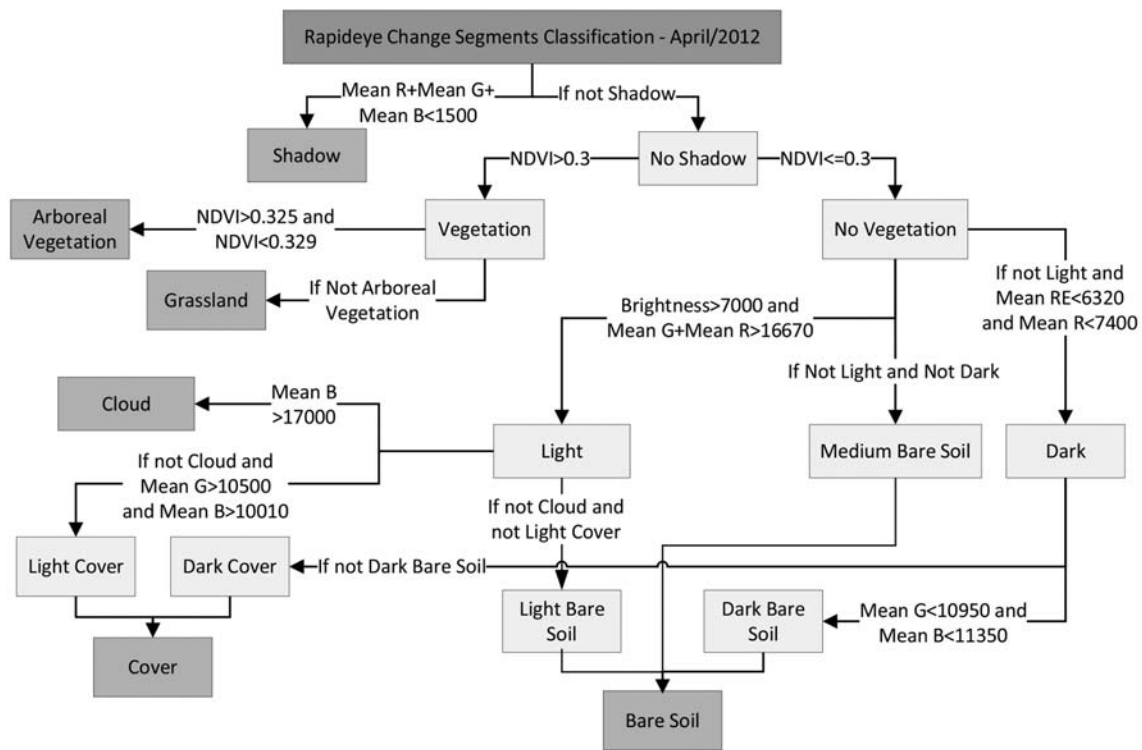 Rapideye Change Segments Classification - April/2012
Mean R+Mean G+
Mean B<1500
If not Shadow
Shadow
No Shadow
NDVI>0.3
NDVI<=0.3
Arboreal
Vegetation
NDVI>0.325 and
NDVI<0.329
Vegetation
No Vegetation
Grassland
If Not Arboreal
Vegetation
If not Light and
Mean RE<6320
and Mean R<7400
Brightness>7000 and
Mean G+Mean R>16670
If Not Light and Not Dark
Cloud
Mean B
>17000
Light
Medium Bare Soil
Dark
If not Cloud and
Mean G>10500
and Mean B>10010
If not Cloud and
not Light Cover
Light Cover
Dark Cover
If not Dark Bare Soil
Light Bare
Soil
Dark Bare
Soil
Mean G<10950 and
Mean B<11350
Cover
Bare Soil